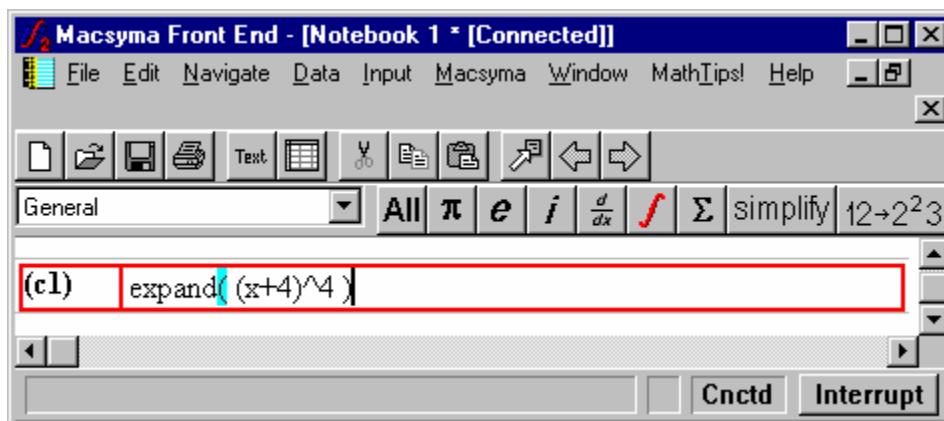 Macsyma Front End - [Notebook 1 * [Connected]]
File Edit Navigate Data Input Macsyma Window MathTips! Help
Text
General All π e i d/dx ∫ Σ simplify 12→2²3
(c1) expand( (x+4)^4 )
Cnctd Interrupt